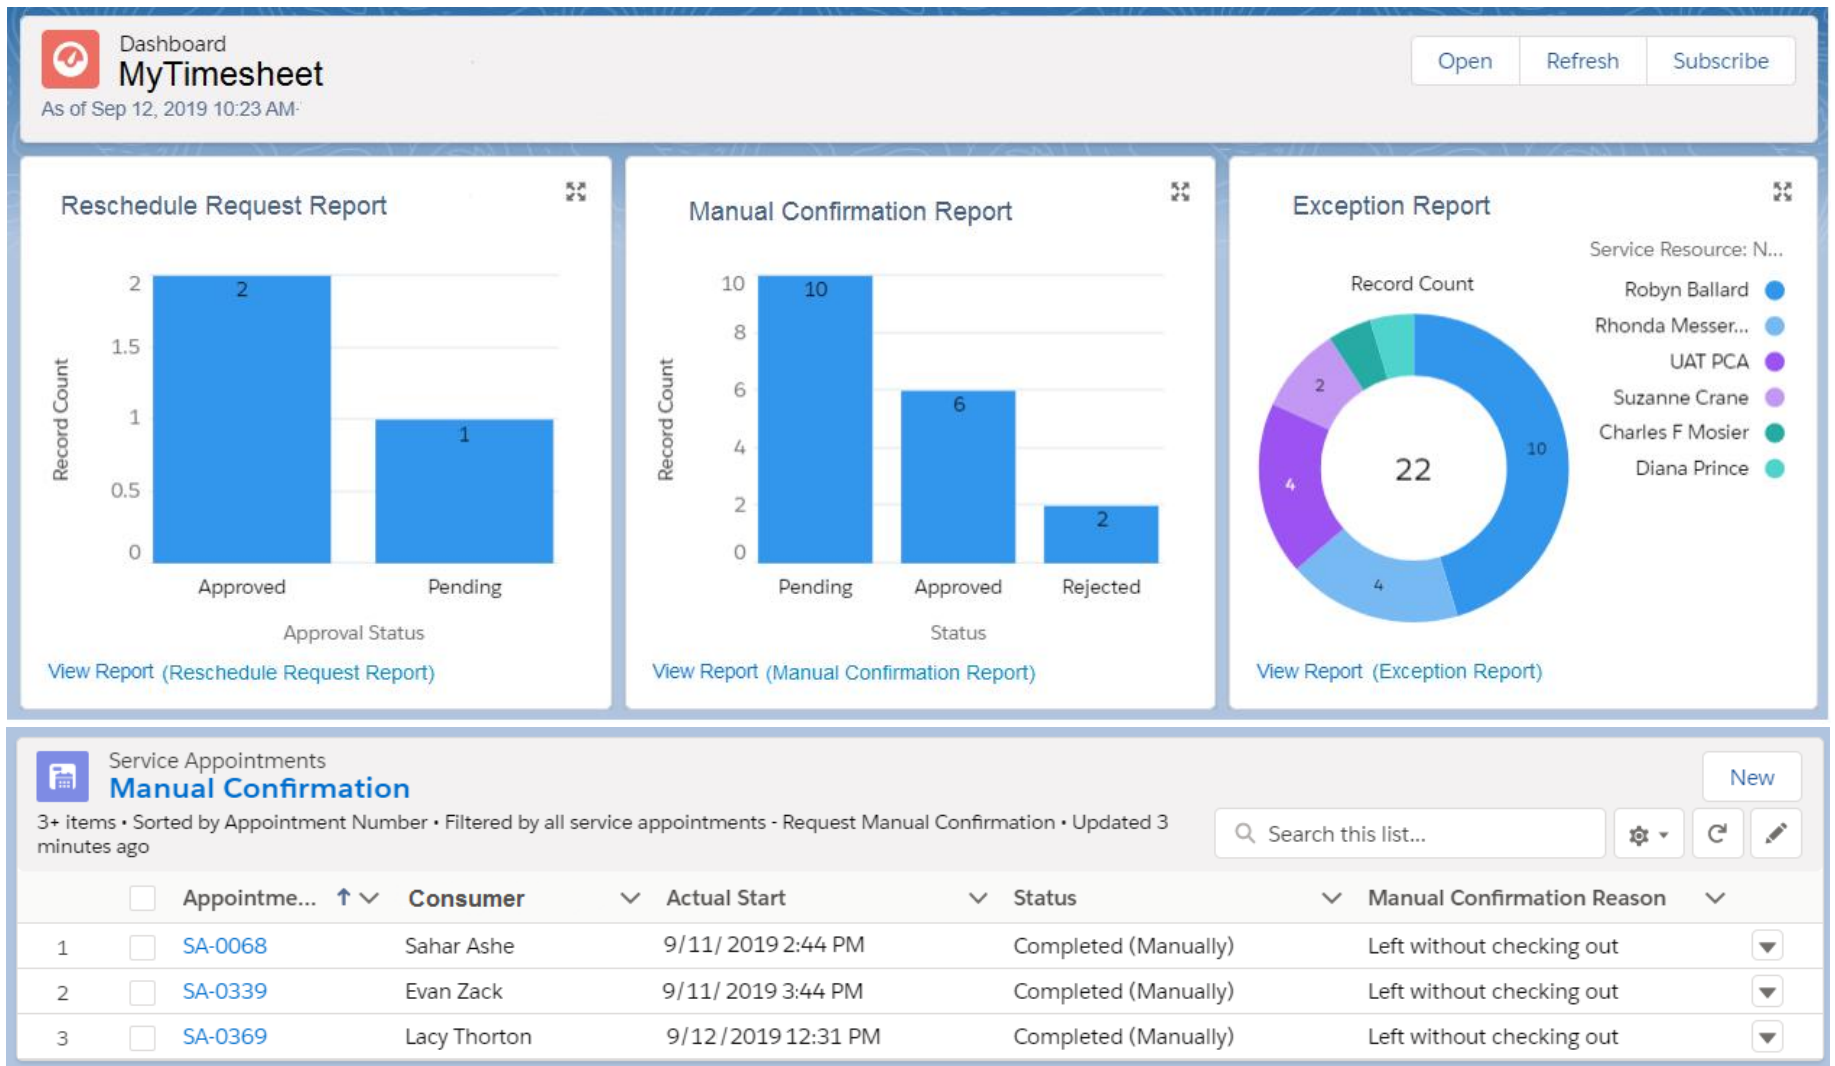 Dashboard
MyTimesheet
As of Sep 12, 2019 10:23 AM
Open
Refresh
Subscribe
Reschedule Request Report
2
1.5
1
0.5
0
Record Count
2
1
Approved
Pending
Approval Status
View Report (Reschedule Request Report)
Manual Confirmation Report
10
8
6
4
2
0
Record Count
10
6
2
Pending
Approved
Rejected
Status
View Report (Manual Confirmation Report)
Exception Report
Service Resource: N...
Record Count
Robyn Ballard
Rhonda Messer...
UAT PCA
Suzanne Crane
Charles F Mosier
Diana Prince
2
10
4
4
22
View Report (Exception Report)
Service Appointments
Manual Confirmation
New
3+ items • Sorted by Appointment Number • Filtered by all service appointments - Request Manual Confirmation • Updated 3
minutes ago
Search this list...
Appointme... Consumer Actual Start Status Manual Confirmation Reason
1 SA-0068 Sahar Ashe 9/11/ 2019 2:44 PM Completed (Manually) Left without checking out
2 SA-0339 Evan Zack 9/11/ 2019 3:44 PM Completed (Manually) Left without checking out
3 SA-0369 Lacy Thorton 9/12/2019 12:31 PM Completed (Manually) Left without checking out